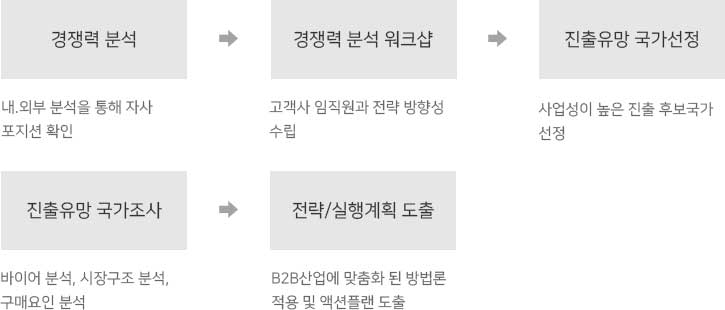 경쟁력 분석
경쟁력 분석 워크샵
진출유망 국가선정
내.외부 분석을 통해 자사
포지션 확인
고객사 임직원과 전략 방향성
수립
사업성이 높은 진출 후보국가
선정
진출유망 국가조사
전략/실행계획 도출
바이어 분석, 시장구조 분석,
구매요인 분석
B2B산업에 맞춤화 된 방법론
적용 및 액션플랜 도출